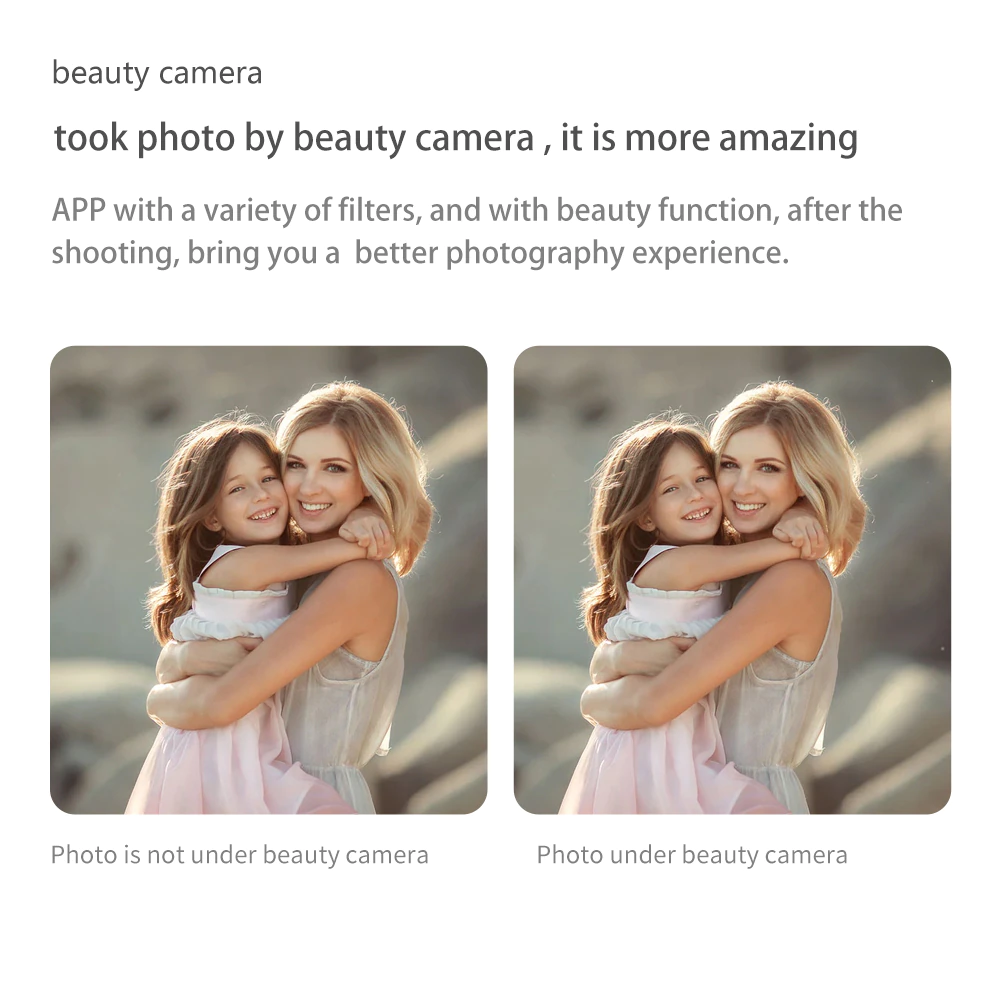 beauty camera
took photo by beauty camera , it is more amazing
APP with a variety of filters, and with beauty function, after the
shooting, bring you a  better photography experience.
Photo is not under beauty camera
Photo under beauty camera